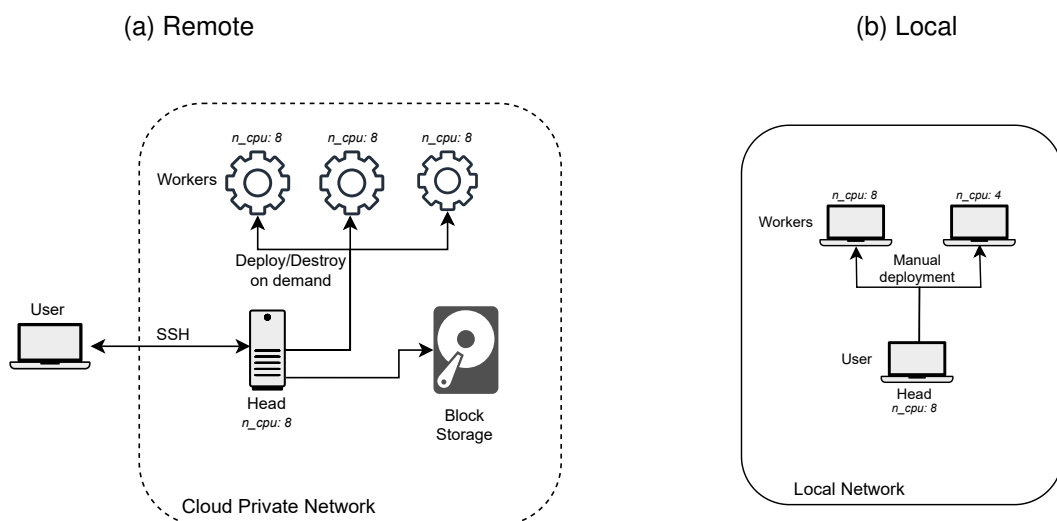 (a) Remote
(b) Local
n_cpu: 8
n_cpu: 8
n_cpu: 8
Workers
Deploy/Destroy
on demand
User
SSH
Head
n_cpu: 8
Block
Storage
Cloud Private Network
n_cpu: 8
n_cpu: 4
Workers
Manual
deployment
User
Head
n_cpu: 8
Local Network